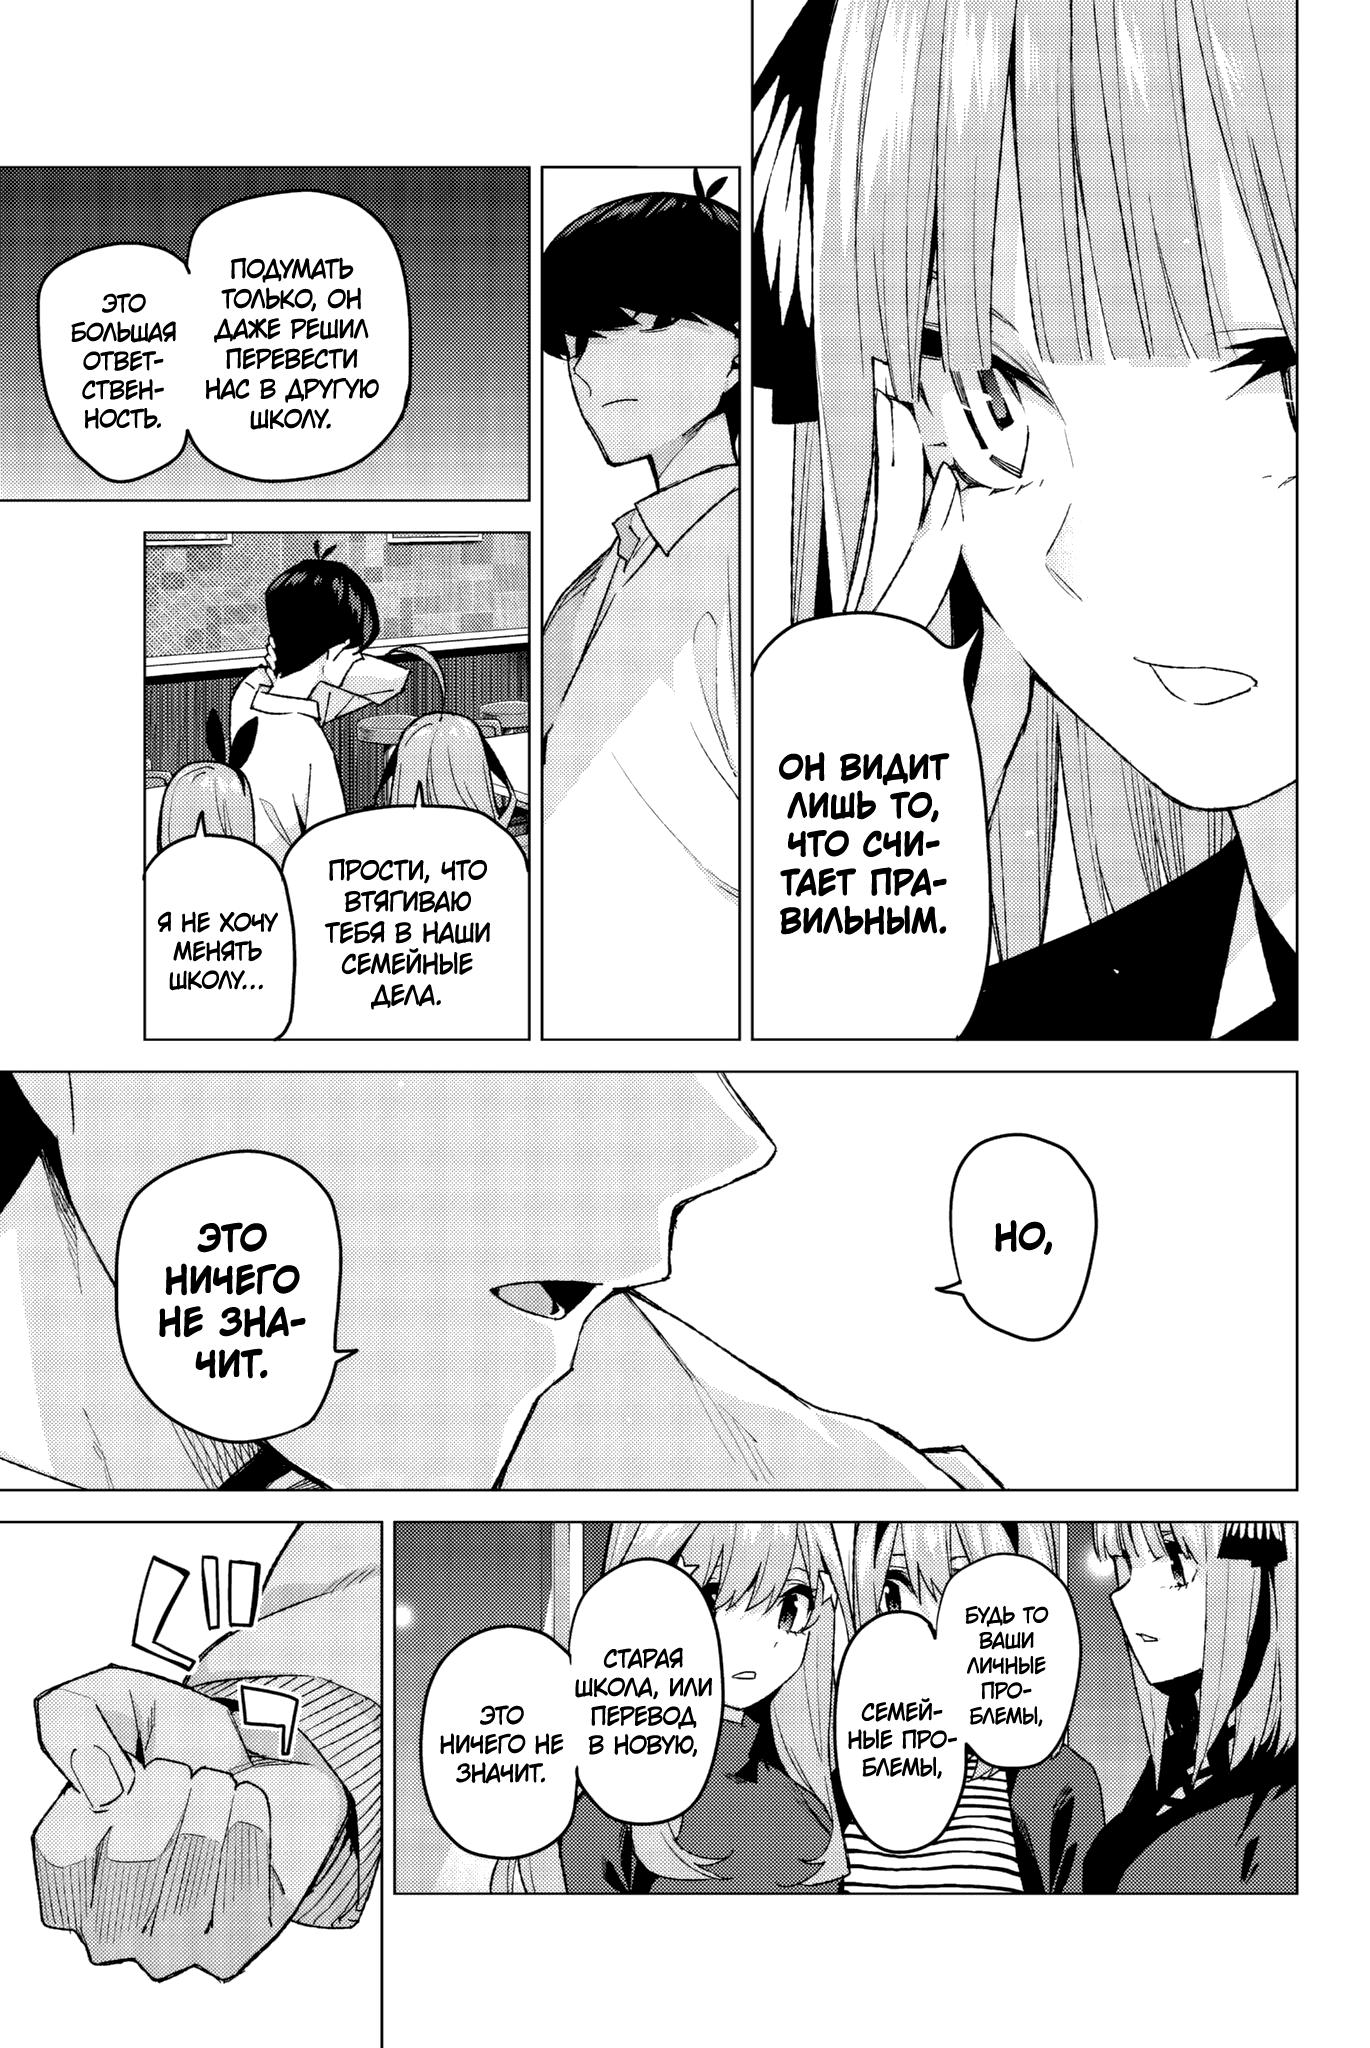 ОН ВИДИТ
ЛИШЬ ТО,
ЧТО СЧИ-
ТАЕТ ПРА-
ВИЛЬНЫМ.
ПОДУМАТЬ
ТОЛЬКО, ОН
ДАЖЕ РЕШИЛ
ПЕРЕВЕСТИ
НАС В ДРУГУЮ
ШКОЛУ.
ЭТО
БОЛЬШАЯ
ОТВЕТ-
СТВЕН-
НОСТЬ.
ПРОСТИ, ЧТО
ВТЯГИВАЮ
ТЕБЯ В НАШИ
СЕМЕЙНЫЕ
ДЕЛА.
Я НЕ ХОЧУ
МЕНЯТЬ
ШКОЛУ...
НО,
ЭТО
НИЧЕГО
НЕ ЗНА-
ЧИТ.
БУДЬ ТО
ВАШИ
ЛИЧНЫЕ
ПРО-
БЛЕМЫ,
СЕМЕЙ-
НЫЕ ПРО-
БЛЕМЫ,
СТАРАЯ
ШКОЛА, ИЛИ
ПЕРЕВОД
В НОВУЮ,
ЭТО
НИЧЕГО НЕ
ЗНАЧИТ.